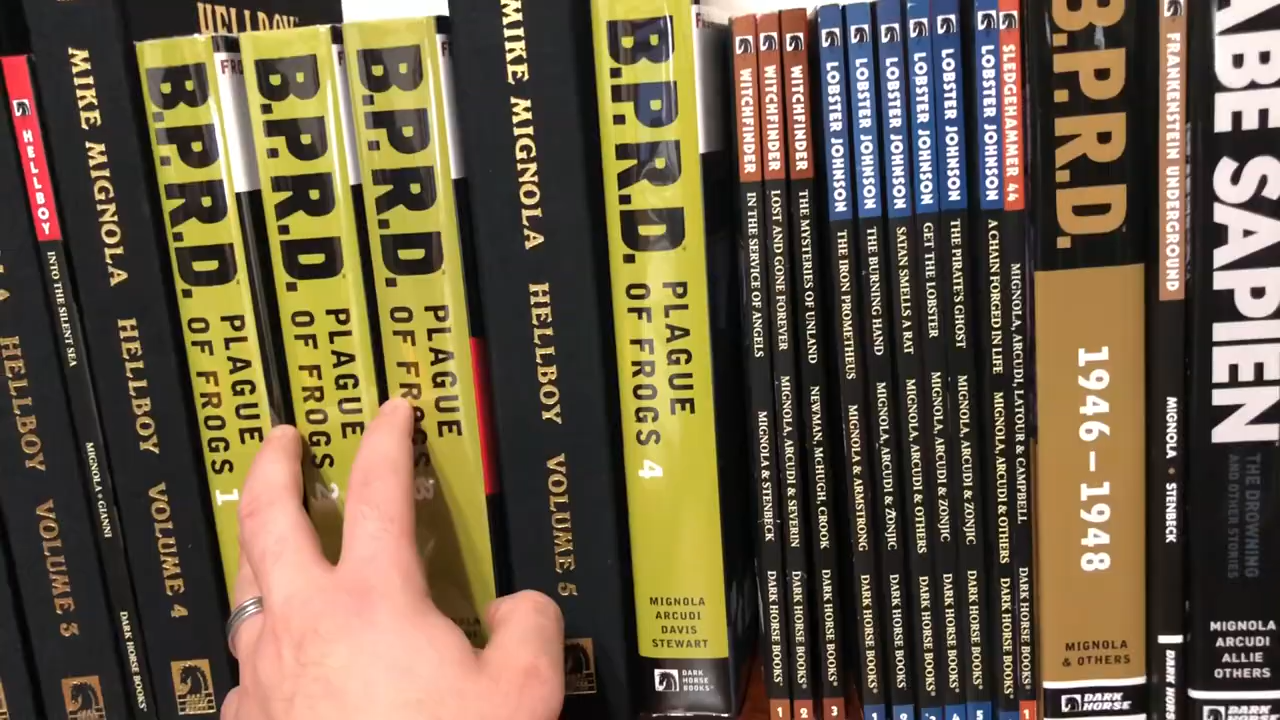 HELLBOY
VOLUME 3
HELLBOY
INTO THE SILENT SEA
MIGNOLA • GIANNI
DARK HORSE BOOKS
HELLBOY
MIKE MIGNOLA
HELLBOY
VOLUME 4
B.P.R.D.
PLAGUE
OF FROGS 1
B.P.R.D.
PLAGUE
OF FROGS 2
B.P.R.D.
PLAGUE
OF FROGS 3
MIKE MIGNOLA
HELLBOY
VOLUME 5
B.P.R.D.
PLAGUE
OF FROGS 4
MIGNOLA
ARCUDI
DAVIS
STEWART
DARK
HORSE
BOOKS®
WITCHFINDER
IN THE SERVICE OF ANGELS
MIGNOLA & STENBECK
DARK HORSE BOOKS®
1
WITCHFINDER
LOST AND GONE FOREVER
MIGNOLA, ARCUDI & SEVERIN
DARK HORSE BOOKS®
2
WITCHFINDER
THE MYSTERIES OF UNLAND
NEWMAN, MCHUGH, CROOK
DARK HORSE BOOKS®
3
LOBSTER JOHNSON
THE IRON PROMETHEUS
MIGNOLA & ARMSTRONG
DARK HORSE BOOKS®
1
LOBSTER JOHNSON
THE BURNING HAND
MIGNOLA, ARCUDI & ZONJIC
DARK HORSE BOOKS®
2
LOBSTER JOHNSON
SATAN SMELLS A RAT
MIGNOLA, ARCUDI & OTHERS
DARK HORSE BOOKS®
3
LOBSTER JOHNSON
GET THE LOBSTER
MIGNOLA, ARCUDI & ZONJIC
DARK HORSE BOOKS®
4
LOBSTER JOHNSON
THE PIRATE'S GHOST
MIGNOLA, ARCUDI & ZONJIC
DARK HORSE BOOKS®
5
LOBSTER JOHNSON
A CHAIN FORGED IN LIFE
MIGNOLA, ARCUDI & OTHERS
DARK HORSE BOOKS®
SLEDGEHAMMER 44
MIGNOLA, ARCUDI, LATOUR & CAMPBELL
DARK HORSE BOOKS®
1
B.P.R.D.
1946–1948
MIGNOLA
& OTHERS
DARK
HORSE
FRANKENSTEIN UNDERGROUND
MIGNOLA • STENBECK
DARK HORS
ABE SAPIEN
THE DROWNING
AND OTHER STORIES
MIGNOLA
ARCUDI
ALLIE
OTHERS
DARK
HORSE